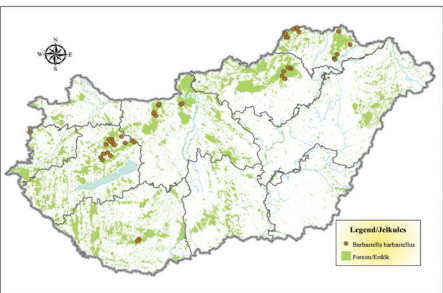 N
W E
S
Legend/Jelkulcs
Barbastella barbastellus
Forests/Erdők